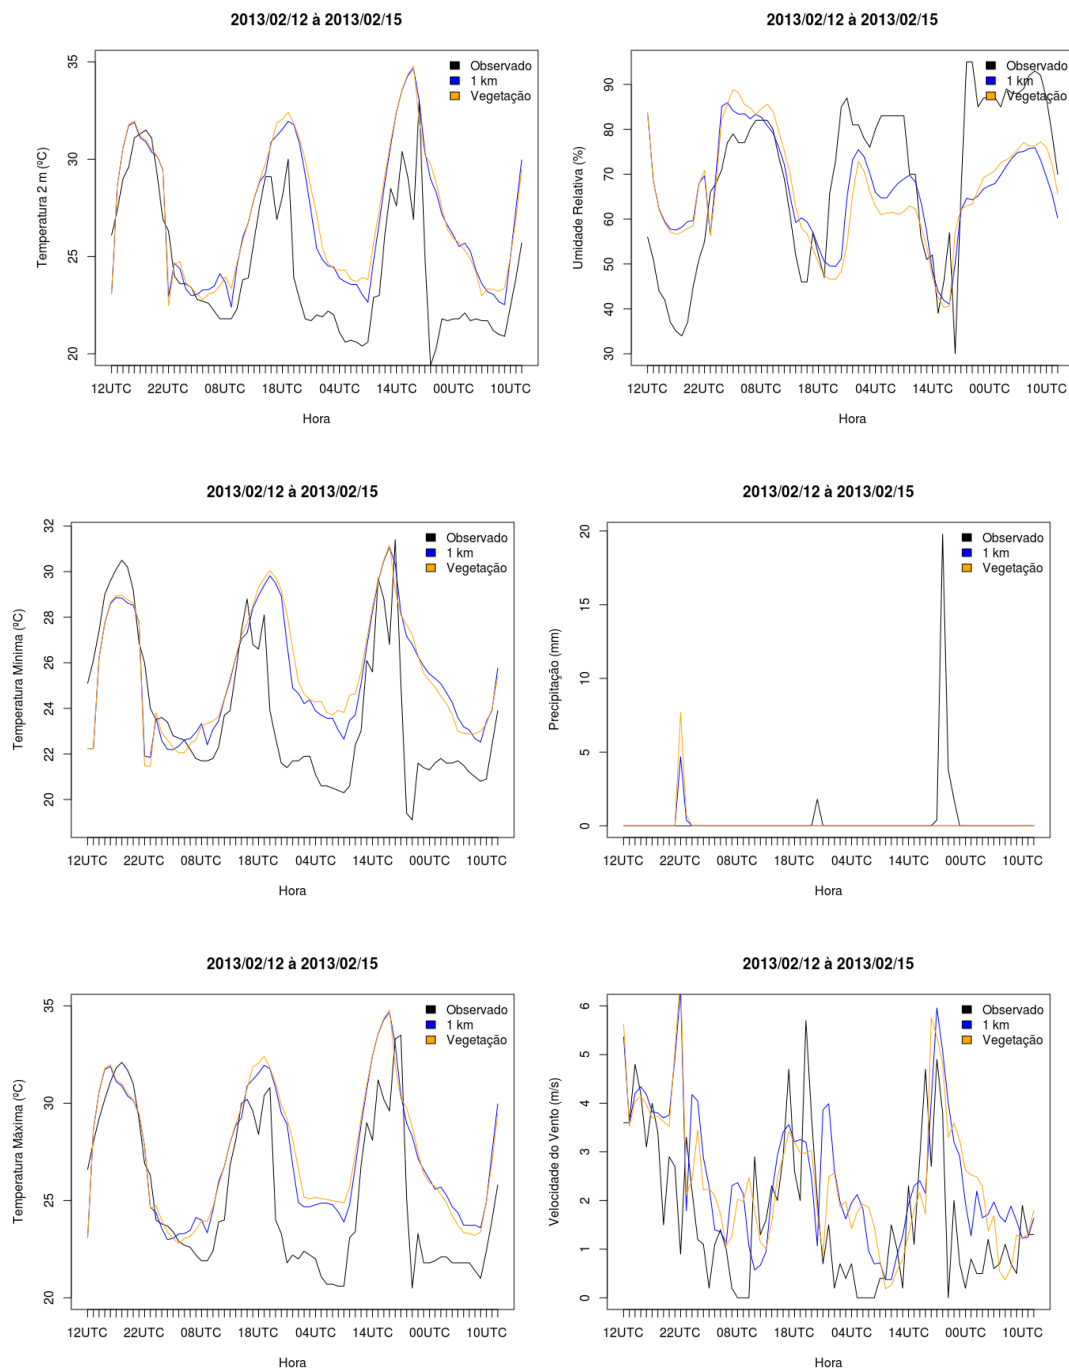 2013/02/12 à 2013/02/15
Temperatura 2 m (ºC)
35
30
25
20
Observado
1 km
Vegetação
12UTC 22UTC 08UTC 18UTC 04UTC 14UTC 00UTC 10UTC
Hora
2013/02/12 à 2013/02/15
Umidade Relativa (%)
90
80
70
60
50
40
30
Observado
1 km
Vegetação
12UTC 22UTC 08UTC 18UTC 04UTC 14UTC 00UTC 10UTC
Hora
2013/02/12 à 2013/02/15
Temperatura Mínima (ºC)
32
30
28
26
24
22
20
Observado
1 km
Vegetação
12UTC 22UTC 08UTC 18UTC 04UTC 14UTC 00UTC 10UTC
Hora
2013/02/12 à 2013/02/15
Precipitação (mm)
20
15
10
5
0
Observado
1 km
Vegetação
12UTC 22UTC 08UTC 18UTC 04UTC 14UTC 00UTC 10UTC
Hora
2013/02/12 à 2013/02/15
Temperatura Máxima (ºC)
35
30
25
20
Observado
1 km
Vegetação
12UTC 22UTC 08UTC 18UTC 04UTC 14UTC 00UTC 10UTC
Hora
2013/02/12 à 2013/02/15
Velocidade do Vento (m/s)
6
5
4
3
2
1
0
Observado
1 km
Vegetação
12UTC 22UTC 08UTC 18UTC 04UTC 14UTC 00UTC 10UTC
Hora